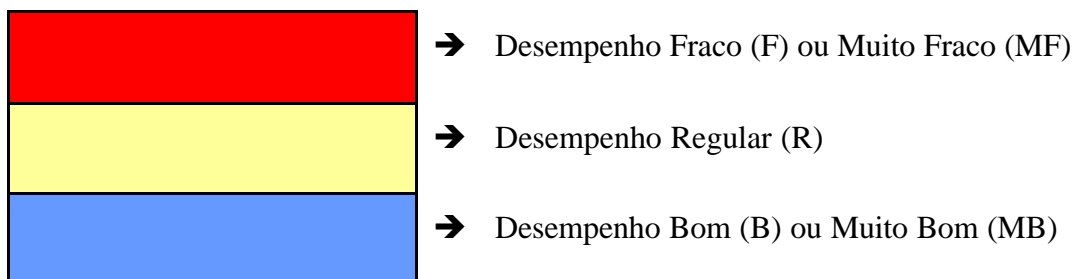 ➔ Desempenho Fraco (F) ou Muito Fraco (MF)
➔ Desempenho Regular (R)
➔ Desempenho Bom (B) ou Muito Bom (MB)